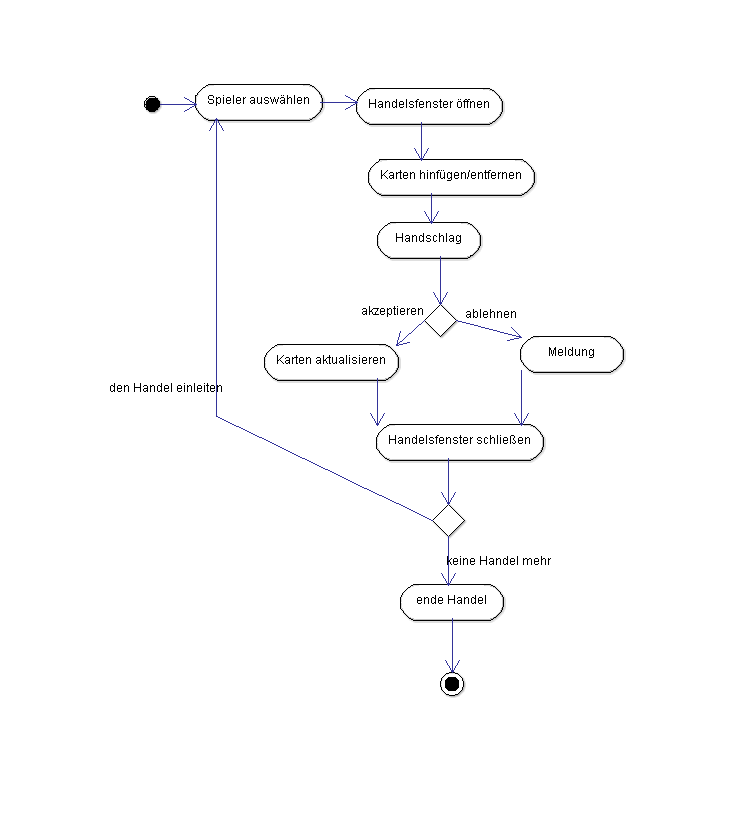 Spieler auswählen
Handelsfenster öffnen
Karten hinfügen/entfernen
Handschlag
akzeptieren
ablehnen
Karten aktualisieren
Meldung
den Handel einleiten
Handelsfenster schließen
keine Handel mehr
ende Handel